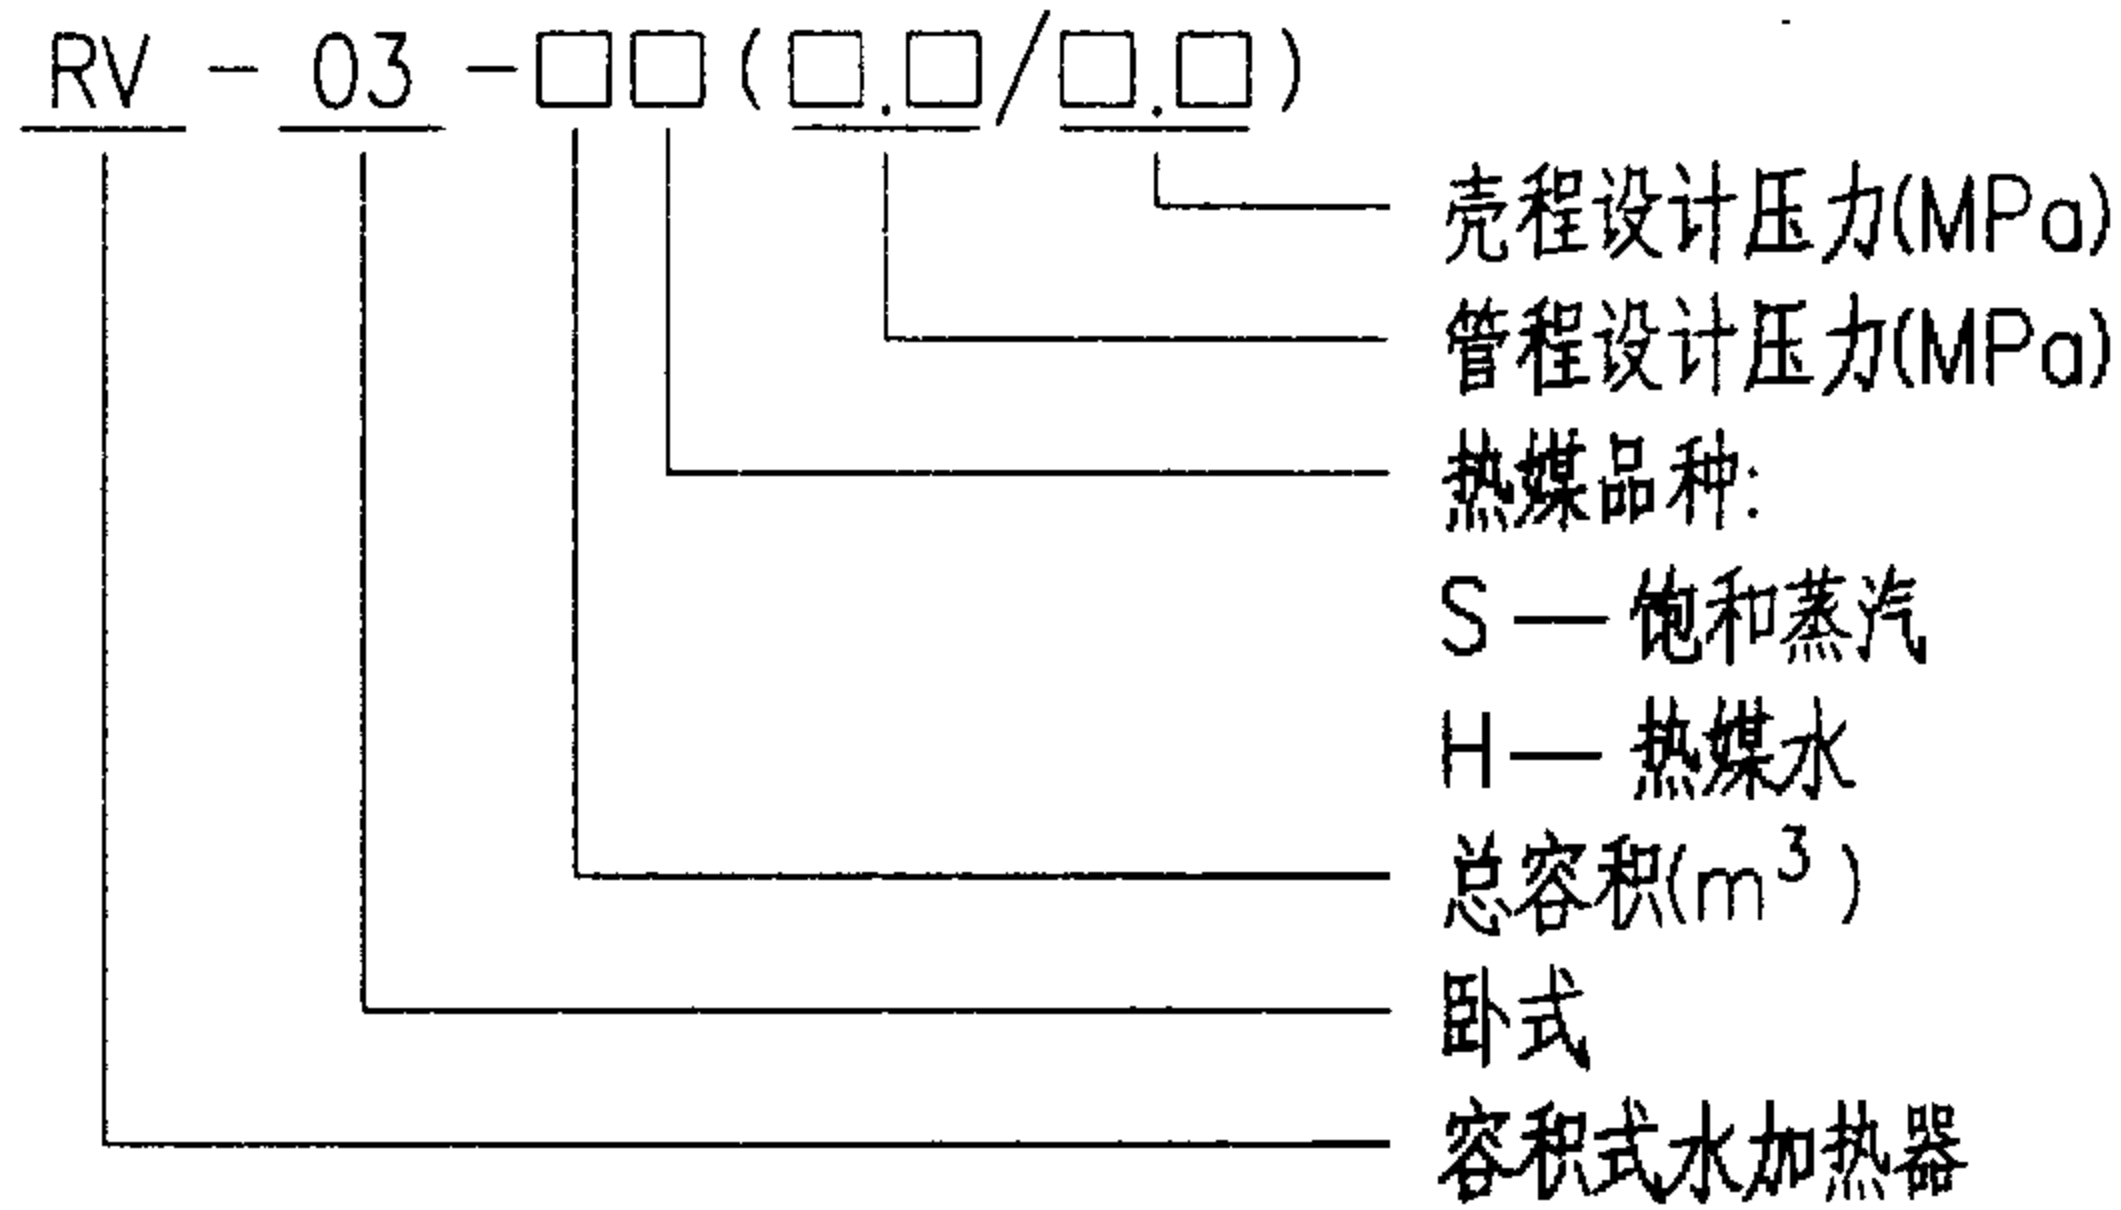 RV-03-□□(□.□/□.□)
壳程设计压力(MPa)
管程设计压力(MPa)
热媒品种:
S—饱和蒸汽
H—热媒水
总容积(m³)
卧式
容积式水加热器